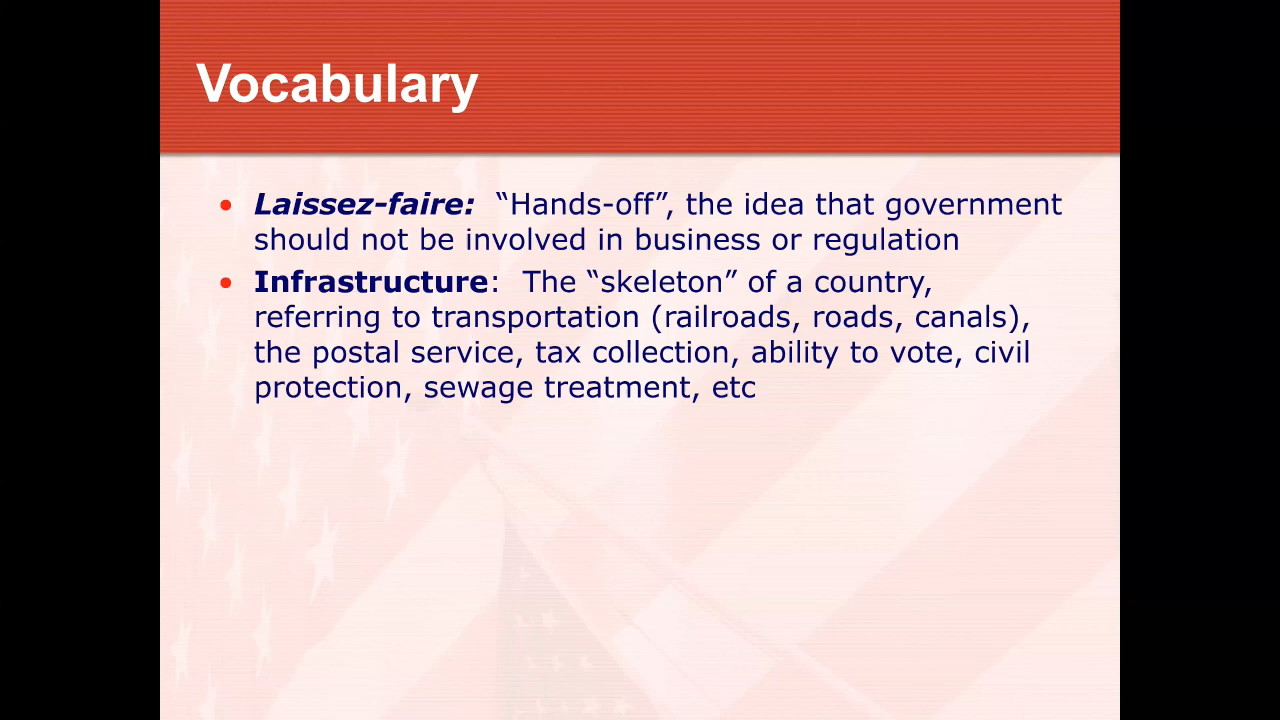 Vocabulary
• Laissez-faire: “Hands-off”, the idea that government
should not be involved in business or regulation
• Infrastructure: The “skeleton” of a country,
referring to transportation (railroads, roads, canals),
the postal service, tax collection, ability to vote, civil
protection, sewage treatment, etc